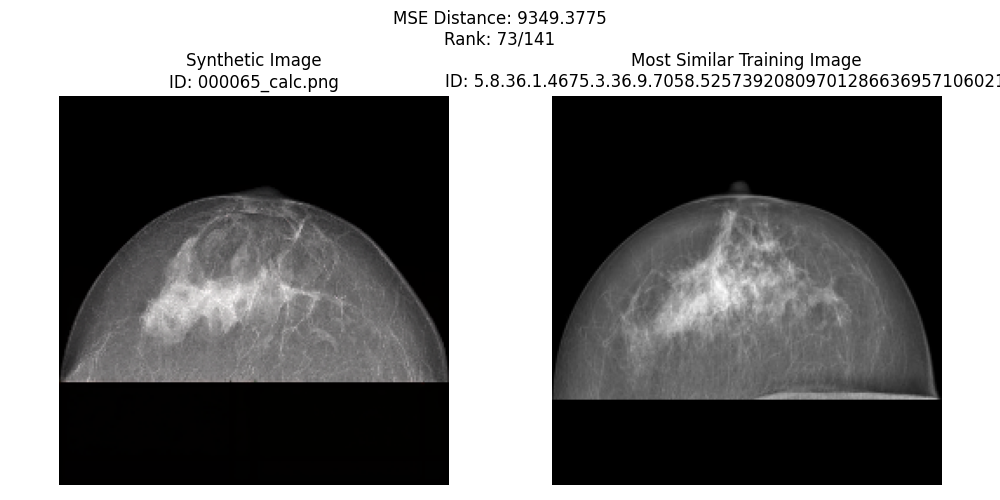 MSE Distance: 9349.3775
Rank: 73/141
Synthetic Image
ID: 000065_calc.png
Most Similar Training Image
ID: 5.8.36.1.4675.3.36.9.7058.52573920809701286636957106021